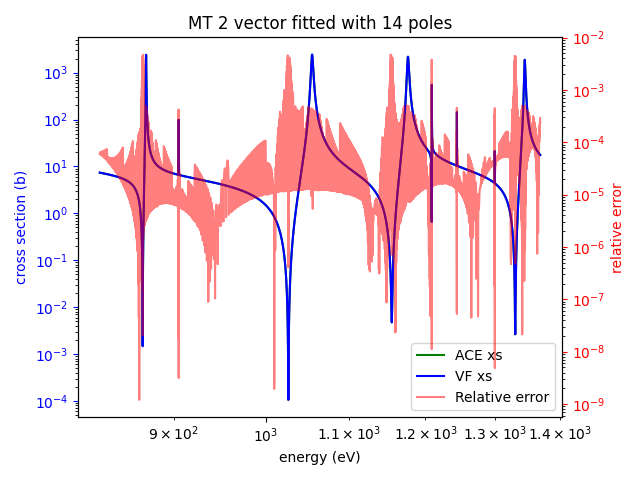 MT 2 vector fitted with 14 poles
cross section (b)
10³
10²
10¹
10⁰
10⁻¹
10⁻²
10⁻³
10⁻⁴
10⁻²
10⁻³
10⁻⁴
10⁻⁵
10⁻⁶
10⁻⁷
10⁻⁸
10⁻⁹
relative error
ACE xs
VF xs
Relative error
9 × 10² 10³ 1.1 × 10³ 1.2 × 10³ 1.3 × 10³ 1.4 × 10³
energy (eV)